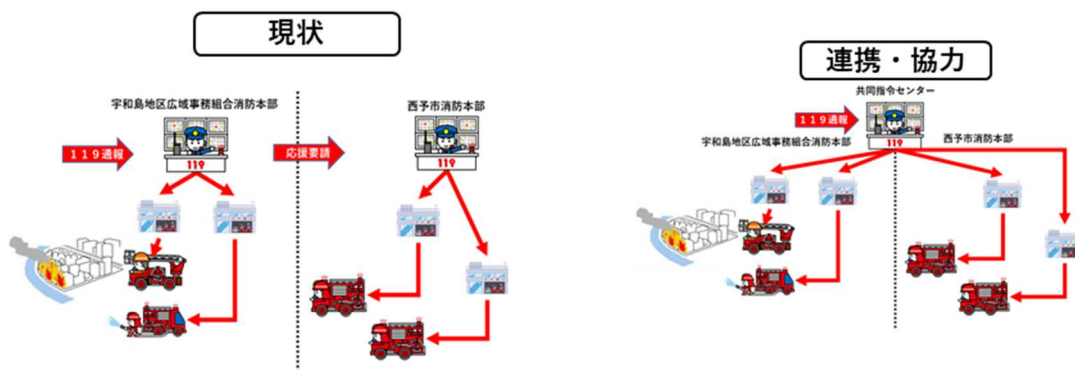 現状
宇和島地区広域事務組合消防本部
西予市消防本部
119通報
応援要請
119
119
連携・協力
共同指令センター
119通報
宇和島地区広域事務組合消防本部
西予市消防本部
119